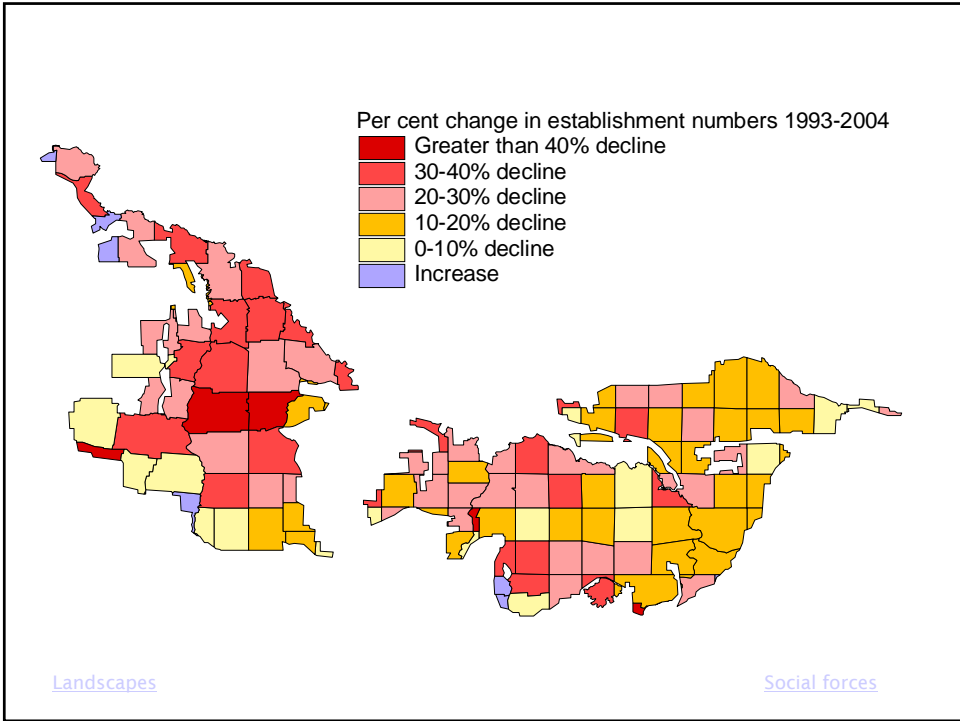 Per cent change in establishment numbers 1993-2004
Greater than 40% decline
30-40% decline
20-30% decline
10-20% decline
0-10% decline
Increase
Landscapes
Social forces